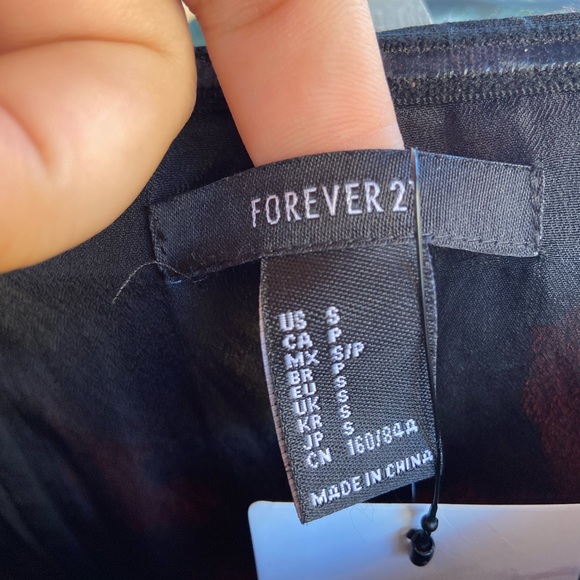 FOREVER 21
US S
CA P
MX S/P
BR P
EU S
UK S
KR S
JP S
CN 160/84A
MADE IN CHINA